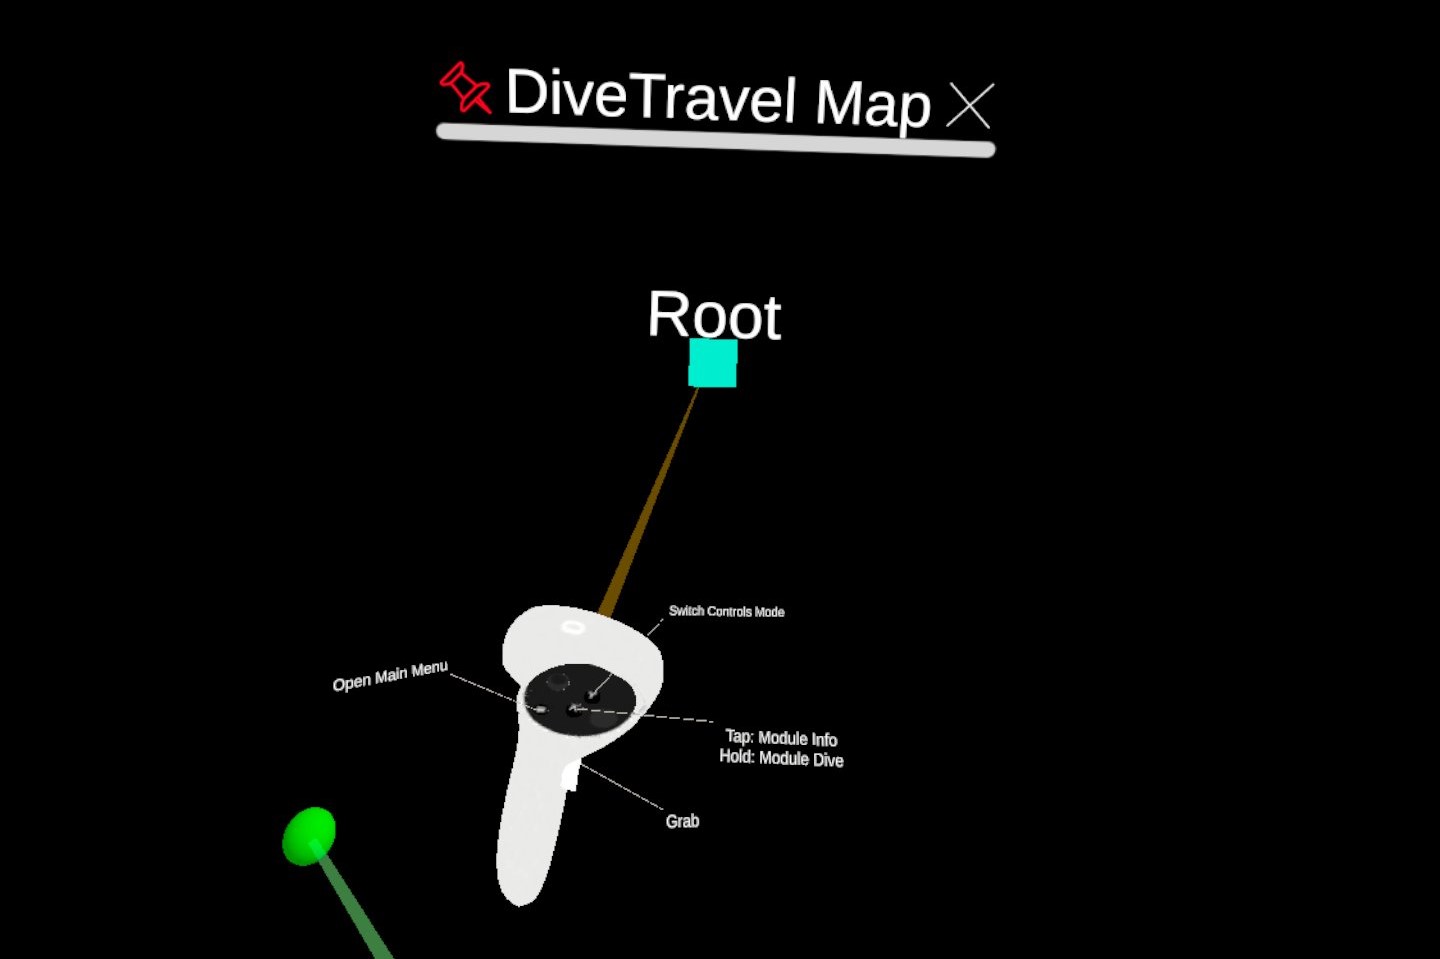 DiveTravel Map
Root
Switch Controls Mode
Open Main Menu
Tap: Module Info
Hold: Module Dive
Grab